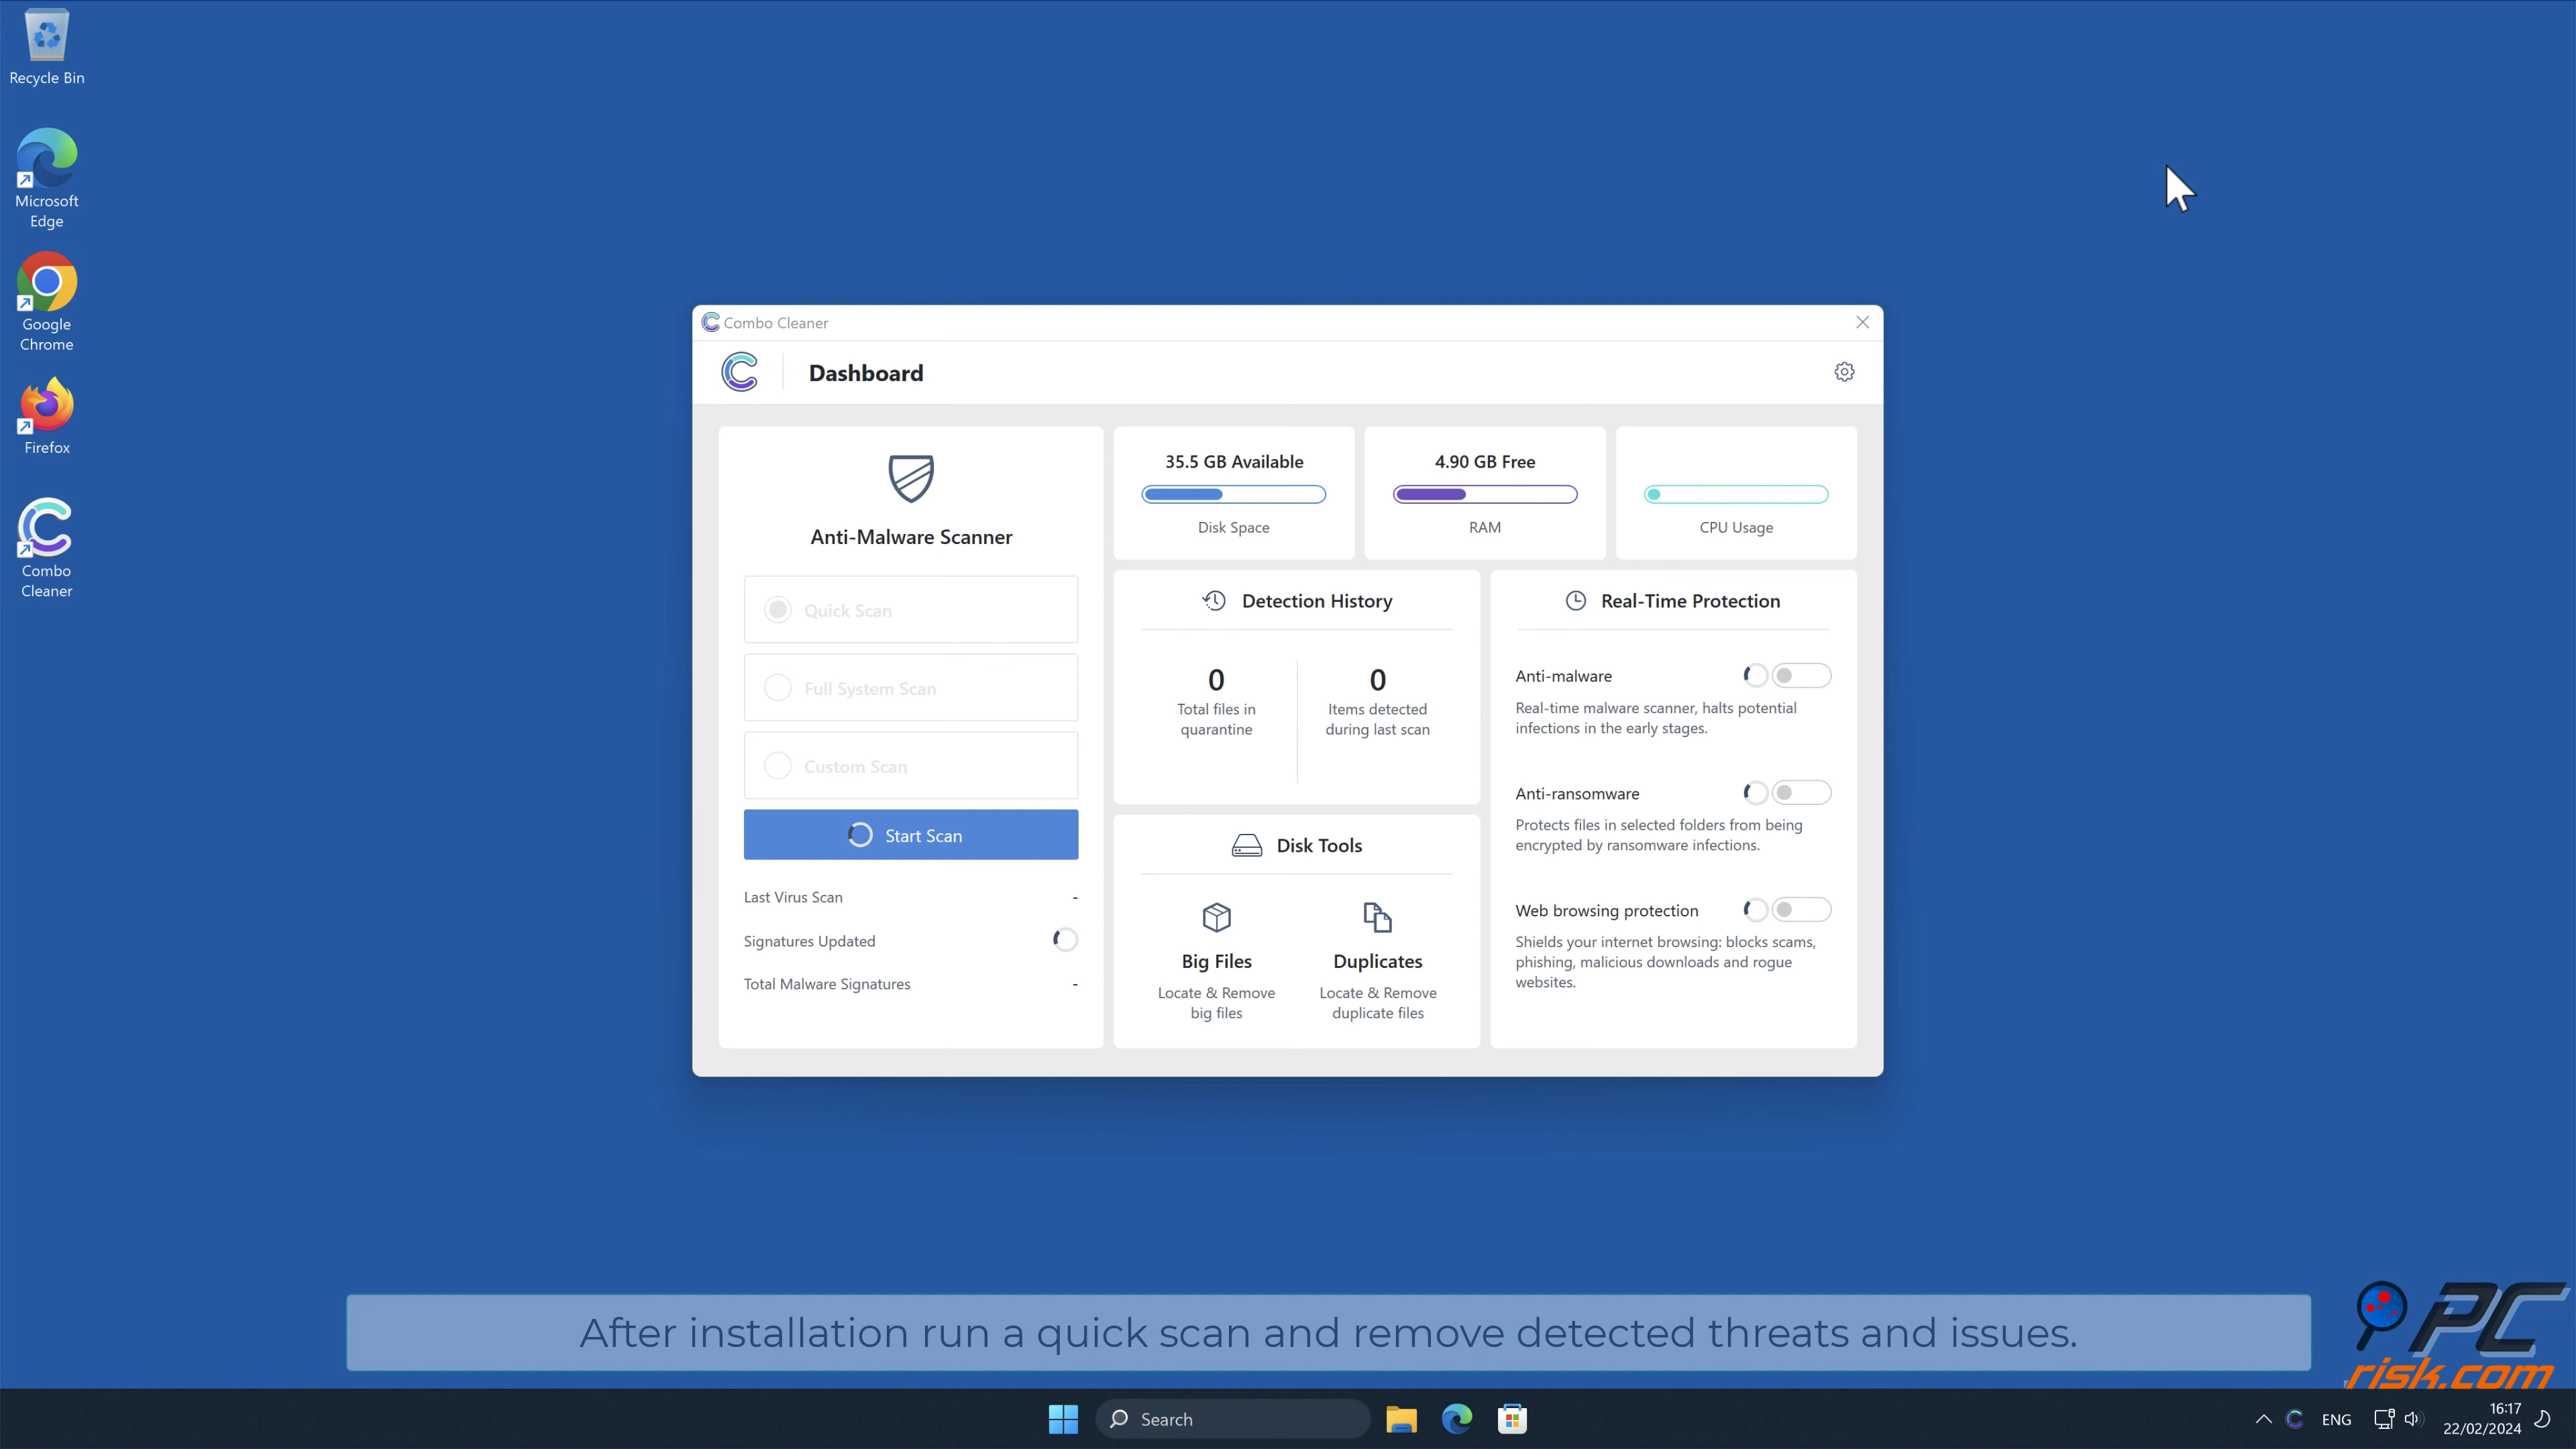 Recycle Bin
Microsoft
Edge
Google
Chrome
Firefox
Combo
Cleaner
Combo Cleaner
Dashboard
Anti-Malware Scanner
Quick Scan
Full System Scan
Custom Scan
Start Scan
Last Virus Scan -
Signatures Updated
Total Malware Signatures -
35.5 GB Available
Disk Space
4.90 GB Free
RAM
CPU Usage
Detection History
0
Total files in
quarantine
0
Items detected
during last scan
Disk Tools
Big Files
Locate & Remove
big files
Duplicates
Locate & Remove
duplicate files
Real-Time Protection
Anti-malware
Real-time malware scanner, halts potential
infections in the early stages.
Anti-ransomware
Protects files in selected folders from being
encrypted by ransomware infections.
Web browsing protection
Shields your internet browsing: blocks scams,
phishing, malicious downloads and rogue
websites.
After installation run a quick scan and remove detected threats and issues.
PC
risk.com
Search
ENG
16:17
22/02/2024